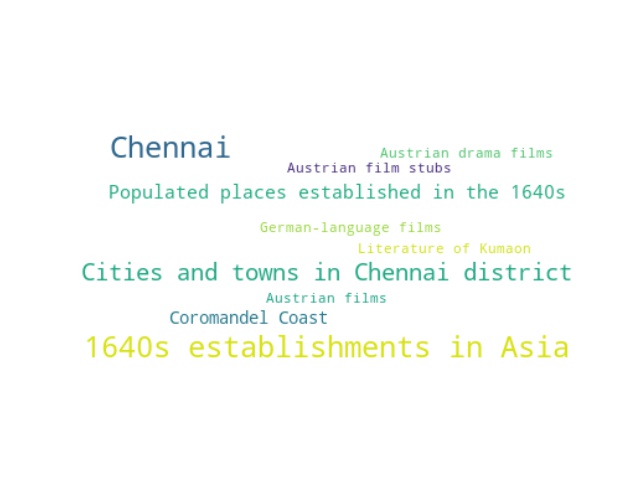 Chennai
Austrian drama films
Austrian film stubs
Populated places established in the 1640s
German-language films
Literature of Kumaon
Cities and towns in Chennai district
Austrian films
Coromandel Coast
1640s establishments in Asia